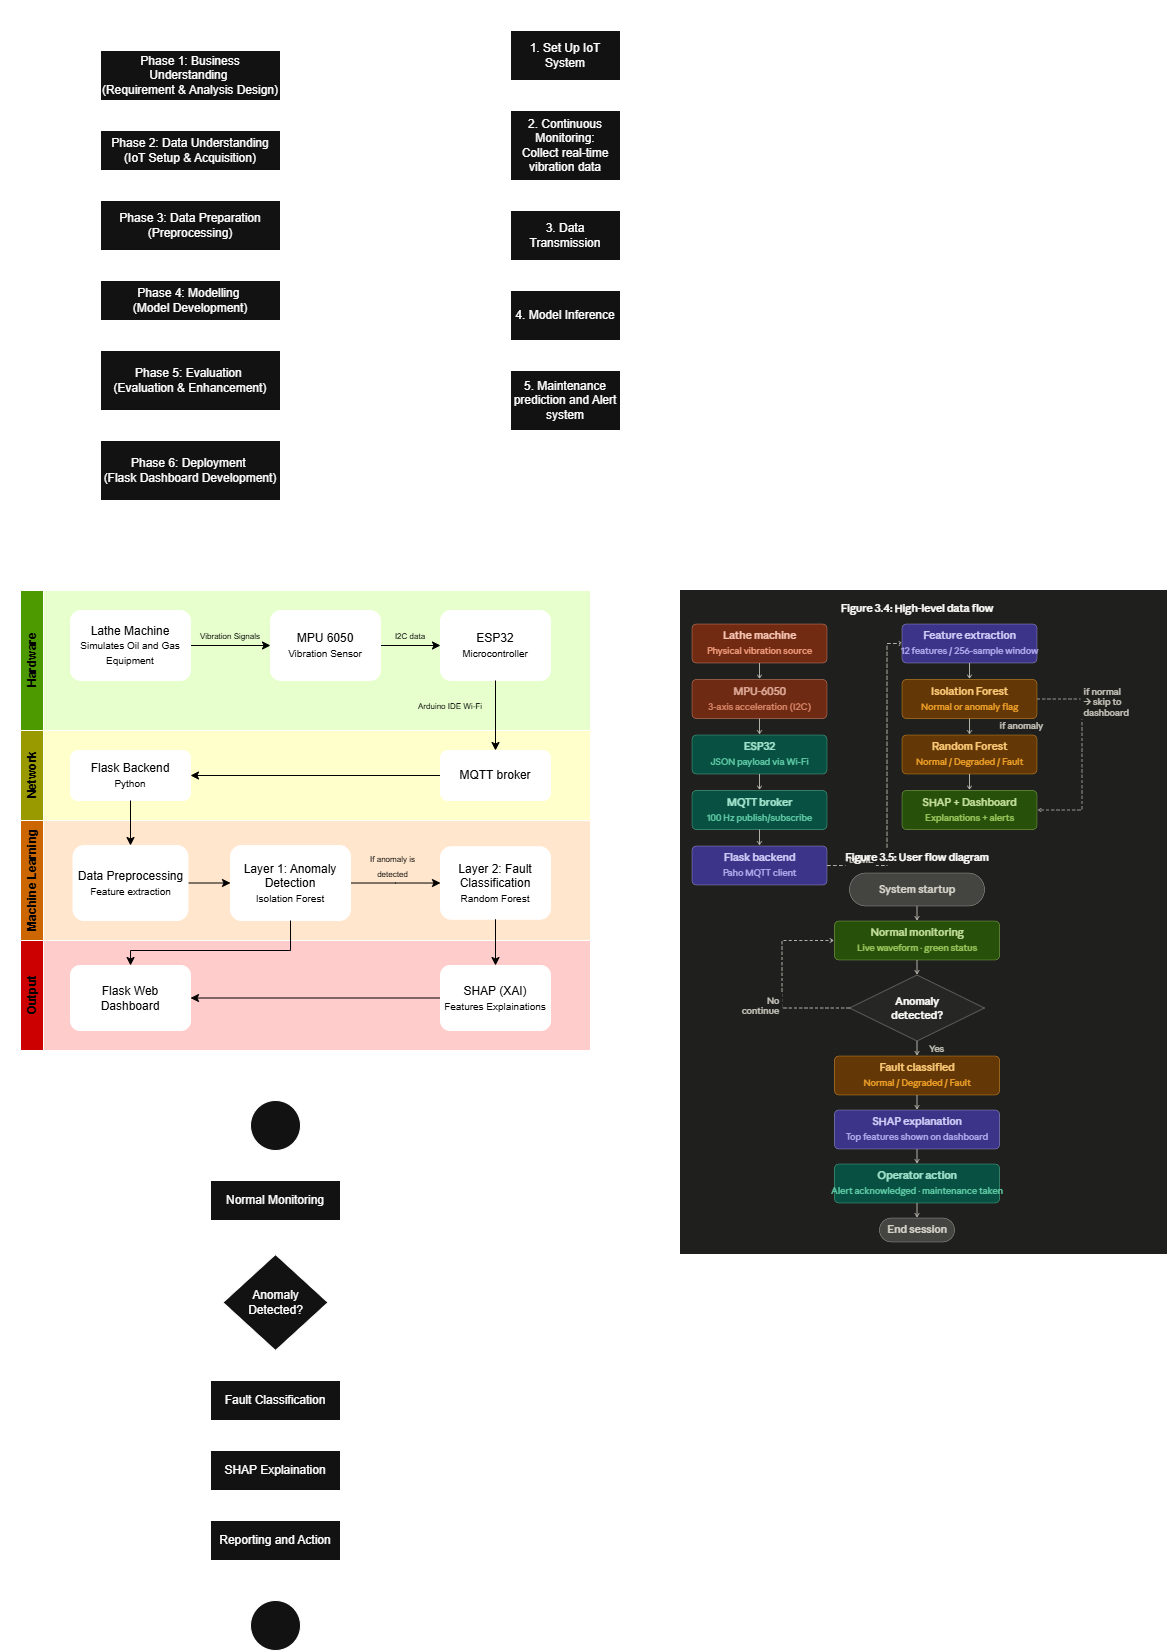 Phase 1: Business
Understanding
(Requirement & Analysis Design)
Phase 2: Data Understanding
(IoT Setup & Acquisition)
Phase 3: Data Preparation
(Preprocessing)
Phase 4: Modelling
(Model Development)
Phase 5: Evaluation
(Evaluation & Enhancement)
Phase 6: Deployment
(Flask Dashboard Development)
1. Set Up IoT
System
2. Continuous
Monitoring:
Collect real-time
vibration data
3. Data
Transmission
4. Model Inference
5. Maintenance
prediction and Alert
system
Hardware
Lathe Machine
Simulates Oil and Gas
Equipment
Vibration Signals
MPU 6050
Vibration Sensor
I2C data
ESP32
Microcontroller
Arduino IDE Wi-Fi
Network
Flask Backend
Python
MQTT broker
Machine Learning
Data Preprocessing
Feature extraction
Layer 1: Anomaly
Detection
Isolation Forest
If anomaly is
detected
Layer 2: Fault
Classification
Random Forest
Output
Flask Web
Dashboard
SHAP (XAI)
Features Explainations
Figure 3.4: High-level data flow
Lathe machine
Physical vibration source
MPU-6050
3-axis acceleration (I2C)
ESP32
JSON payload via Wi-Fi
MQTT broker
100 Hz publish/subscribe
Flask backend
Paho MQTT client
Feature extraction
12 features / 256-sample window
Isolation Forest
Normal or anomaly flag
if normal
→ skip to
dashboard
if anomaly
Random Forest
Normal / Degraded / Fault
SHAP + Dashboard
Explanations + alerts
Figure 3.5: User flow diagram
System startup
Normal monitoring
Live waveform · green status
No
continue
Anomaly
detected?
Yes
Fault classified
Normal / Degraded / Fault
SHAP explanation
Top features shown on dashboard
Operator action
Alert acknowledged · maintenance taken
End session
Normal Monitoring
Anomaly
Detected?
Fault Classification
SHAP Explaination
Reporting and Action